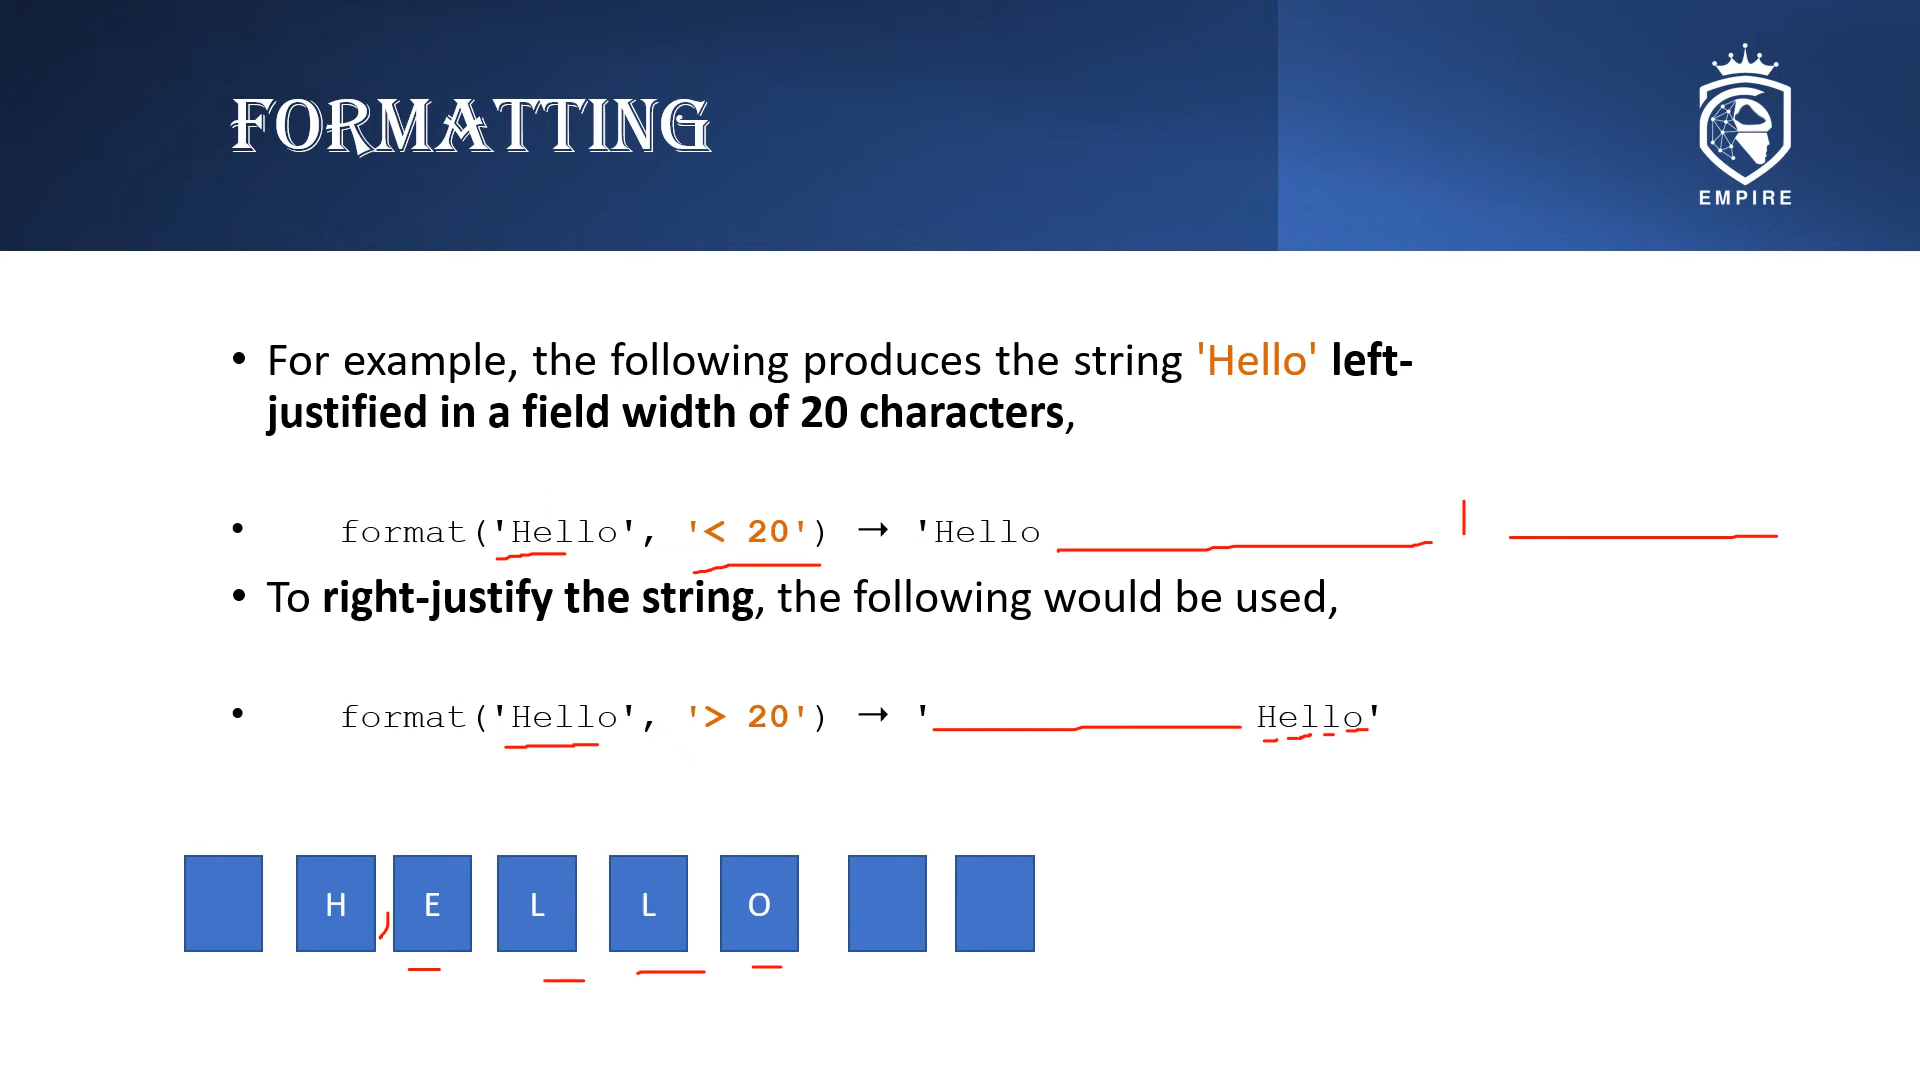 FORMATTING
EMPIRE
• For example, the following produces the string 'Hello' left-
justified in a field width of 20 characters,
• format('Hello', '< 20') → 'Hello
• To right-justify the string, the following would be used,
• format('Hello', '> 20') → ' Hello'
H E L L O